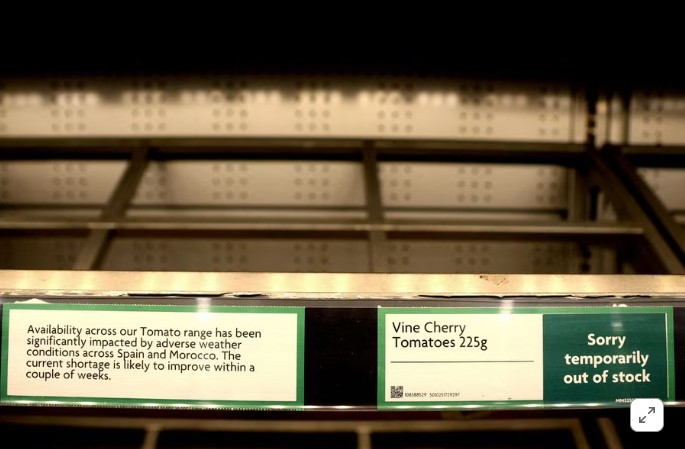 Availability across our Tomato range has been
significantly impacted by adverse weather
conditions across Spain and Morocco. The
current shortage is likely to improve within a
couple of weeks.
Vine Cherry
Tomatoes 225g
Sorry
temporarily
out of stock